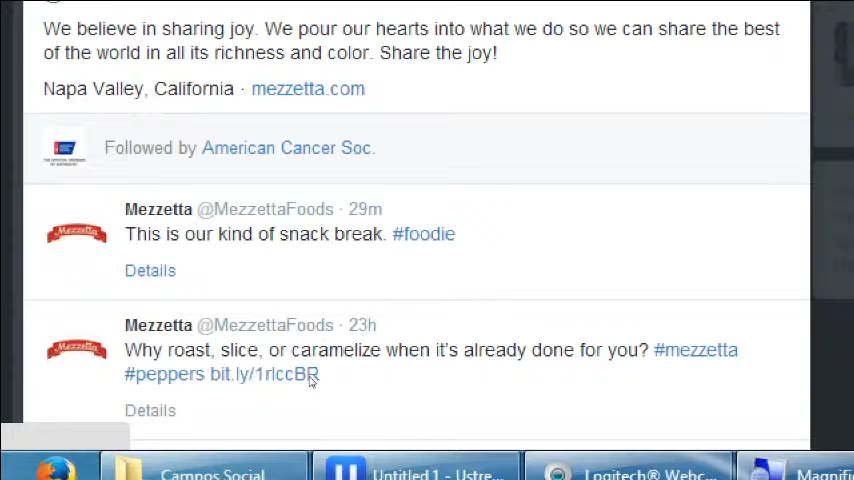 We believe in sharing joy. We pour our hearts into what we do so we can share the best
of the world in all its richness and color. Share the joy!
Napa Valley, California · mezzetta.com
Followed by American Cancer Soc.
Mezzetta @MezzettaFoods · 29m
Mezzetta
This is our kind of snack break. #foodie
Details
Mezzetta @MezzettaFoods · 23h
Mezzetta
Why roast, slice, or caramelize when it's already done for you? #mezzetta
#peppers bit.ly/1rlccBR
Details
Campos Social
Untitled 1 - Ustre...
Logitech® Webc...
Magnifi